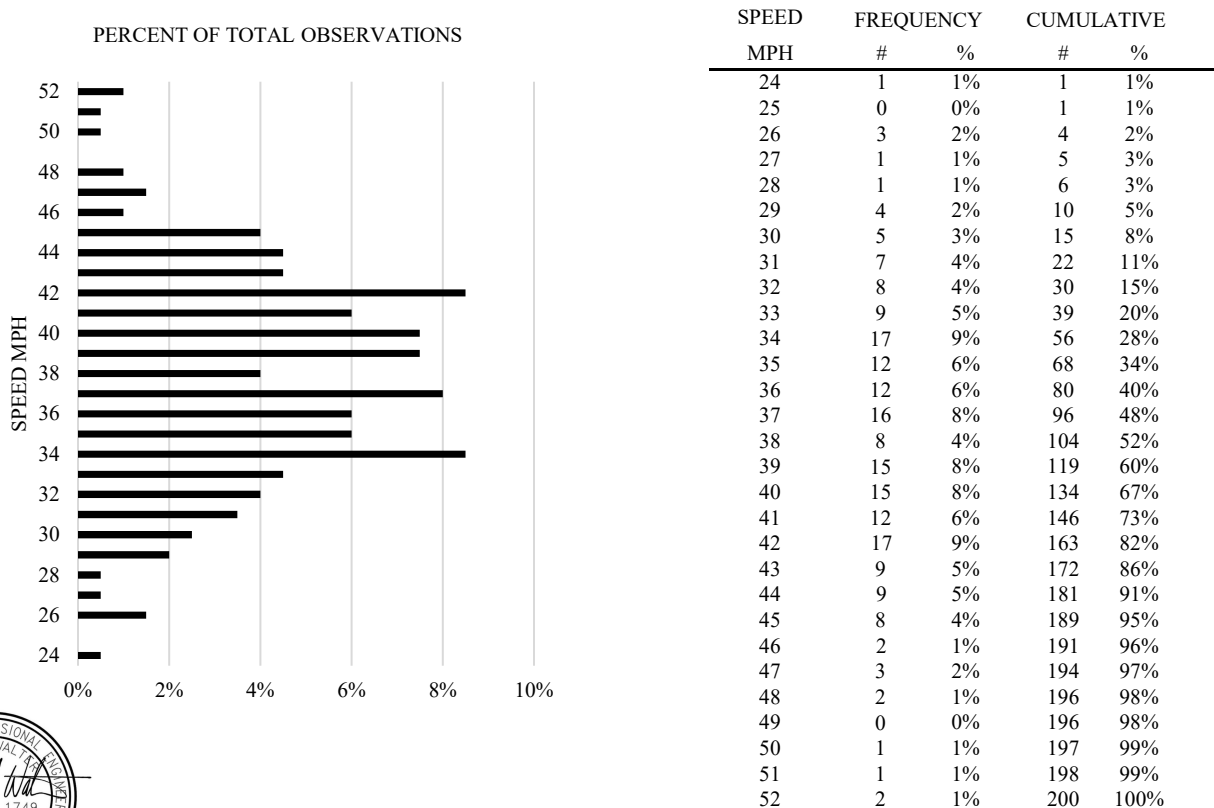 PERCENT OF TOTAL OBSERVATIONS
52
50
48
46
44
42
40
38
36
34
32
30
28
26
24
SPEED MPH
0% 2% 4% 6% 8% 10%
SPEED FREQUENCY CUMULATIVE
MPH # % # %
24 1 1% 1 1%
25 0 0% 1 1%
26 3 2% 4 2%
27 1 1% 5 3%
28 1 1% 6 3%
29 4 2% 10 5%
30 5 3% 15 8%
31 7 4% 22 11%
32 8 4% 30 15%
33 9 5% 39 20%
34 17 9% 56 28%
35 12 6% 68 34%
36 12 6% 80 40%
37 16 8% 96 48%
38 8 4% 104 52%
39 15 8% 119 60%
40 15 8% 134 67%
41 12 6% 146 73%
42 17 9% 163 82%
43 9 5% 172 86%
44 9 5% 181 91%
45 8 4% 189 95%
46 2 1% 191 96%
47 3 2% 194 97%
48 2 1% 196 98%
49 0 0% 196 98%
50 1 1% 197 99%
51 1 1% 198 99%
52 2 1% 200 100%